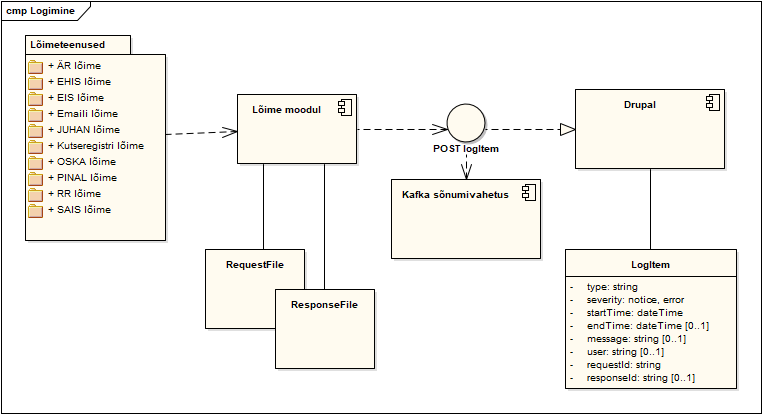 cmp Logimine
Lõimeteenused
+ ÄR lõime
+ EHIS lõime
+ EIS lõime
+ Emaili lõime
+ JUHAN lõime
+ Kutseregistri lõime
+ OSKA lõime
+ PINAL lõime
+ RR lõime
+ SAIS lõime
Lõime moodul
POST logItem
Drupal
Kafka sõnumivahetus
RequestFile
ResponseFile
LogItem
- type: string
- severity: notice, error
- startTime: dateTime
- endTime: dateTime [0..1]
- message: string [0..1]
- user: string [0..1]
- requestId: string
- responseId: string [0..1]